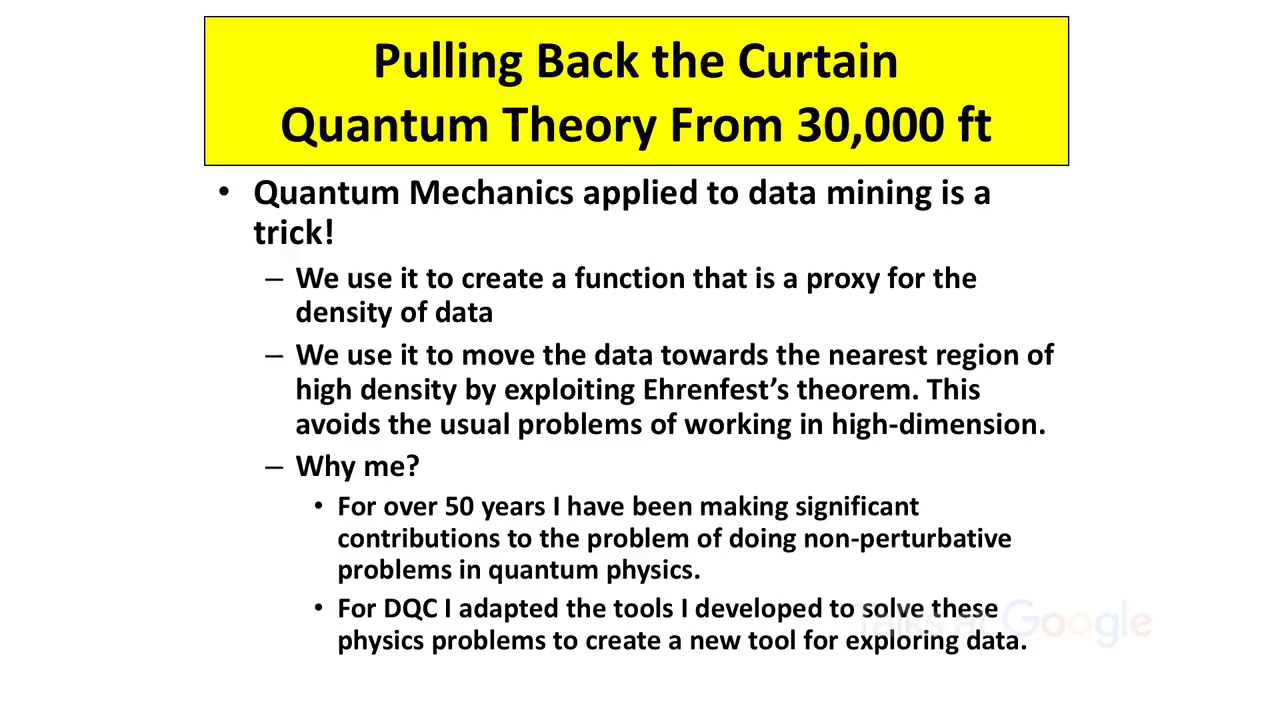 Pulling Back the Curtain
Quantum Theory From 30,000 ft
• Quantum Mechanics applied to data mining is a
trick!
– We use it to create a function that is a proxy for the
density of data
– We use it to move the data towards the nearest region of
high density by exploiting Ehrenfest’s theorem. This
avoids the usual problems of working in high-dimension.
– Why me?
• For over 50 years I have been making significant
contributions to the problem of doing non-perturbative
problems in quantum physics.
• For DQC I adapted the tools I developed to solve these
physics problems to create a new tool for exploring data.
Talks at Google